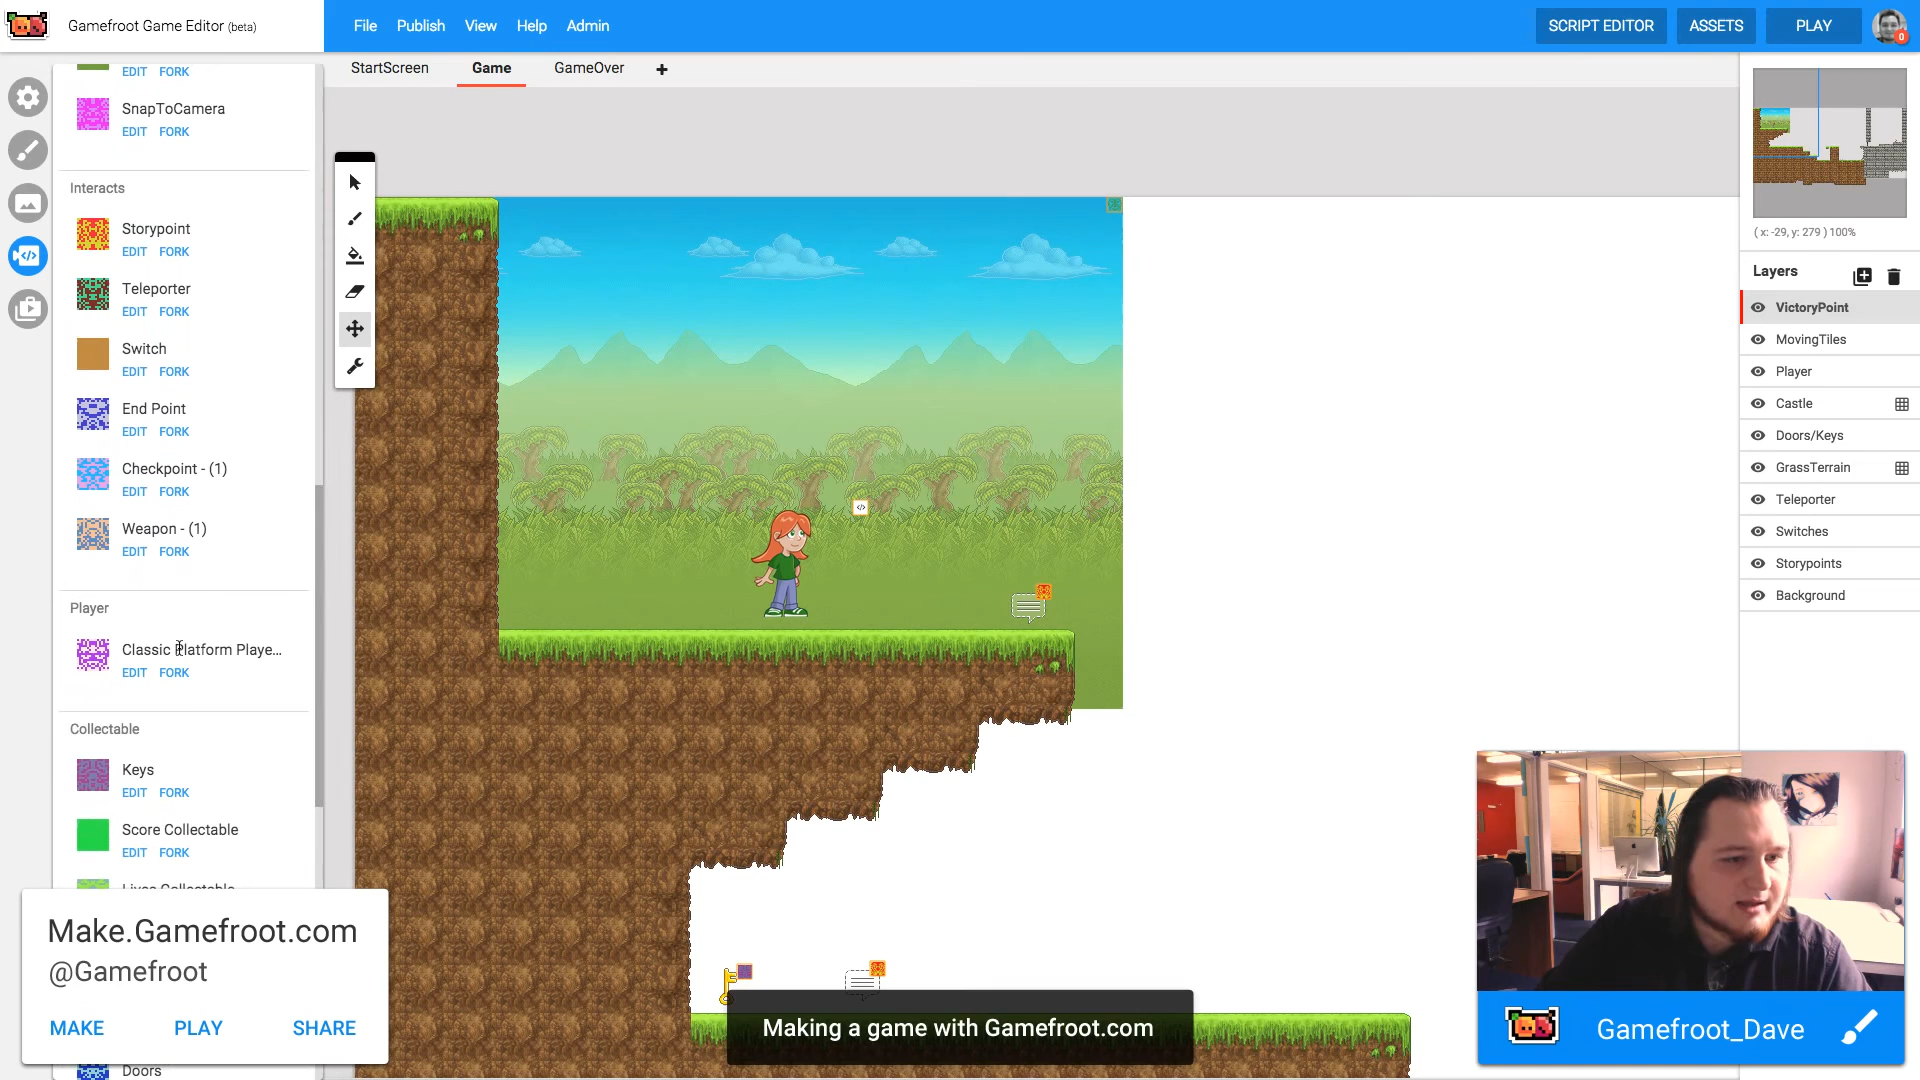 Gamefroot Game Editor (beta)
File Publish View Help Admin
SCRIPT EDITOR ASSETS PLAY
0
StartScreen Game GameOver +
EDIT FORK
SnapToCamera
EDIT FORK
Interacts
Storypoint
EDIT FORK
Teleporter
EDIT FORK
Switch
EDIT FORK
End Point
EDIT FORK
Checkpoint - (1)
EDIT FORK
Weapon - (1)
EDIT FORK
Player
Classic Platform Playe...
EDIT FORK
Collectable
Keys
EDIT FORK
Score Collectable
EDIT FORK
Lives Collectable
Doors
Make.Gamefroot.com
@Gamefroot
MAKE PLAY SHARE
Making a game with Gamefroot.com
( x: -29, y: 279 ) 100%
Layers
VictoryPoint
MovingTiles
Player
Castle
Doors/Keys
GrassTerrain
Teleporter
Switches
Storypoints
Background
Gamefroot_Dave